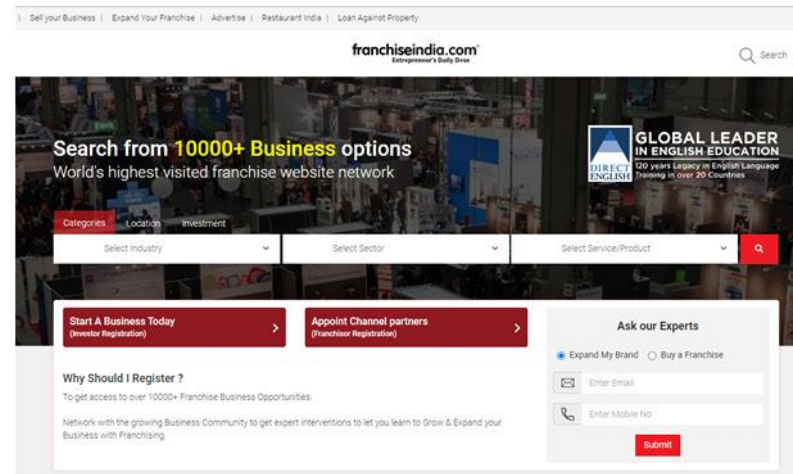 | Sell your Business | Expand Your Franchise | Advertise | Restaurant India | Loan Against Property
franchiseindia.com
Entrepreneur's Daily Dose
Search
Search from 10000+ Business options
World's highest visited franchise website network
DIRECT ENGLISH
GLOBAL LEADER
IN ENGLISH EDUCATION
120 years Legacy in English Language
Training in over 20 Countries
Categories Location Investment
Select Industry Select Sector Select Service/Product
Start A Business Today
(Investor Registration)
Appoint Channel partners
(Franchisor Registration)
Why Should I Register ?
To get access to over 10000+ Franchise Business Opportunities.
Network with the growing Business Community to get expert interventions to let you learn to Grow & Expand your
Business with Franchising
Ask our Experts
Expand My Brand Buy a Franchise
Enter Email
Enter Mobile No
Submit